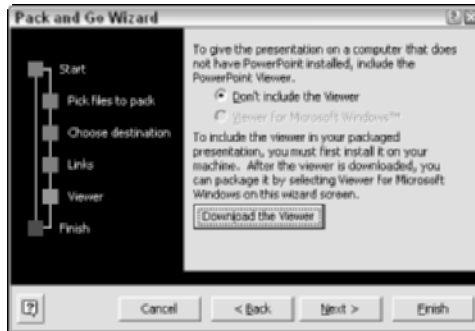 Pack and Go Wizard
Start
Pick files to pack
Choose destination
Links
Viewer
Finish
To give the presentation on a computer that does
not have PowerPoint installed, include the
PowerPoint Viewer.
Don't include the Viewer
Viewer for Microsoft Windows™
To include the viewer in your packaged
presentation, you must first install it on your
machine. After the viewer is downloaded, you
can package it by selecting Viewer for Microsoft
Windows on this wizard screen.
Download the Viewer
Cancel
< Back
Next >
Finish